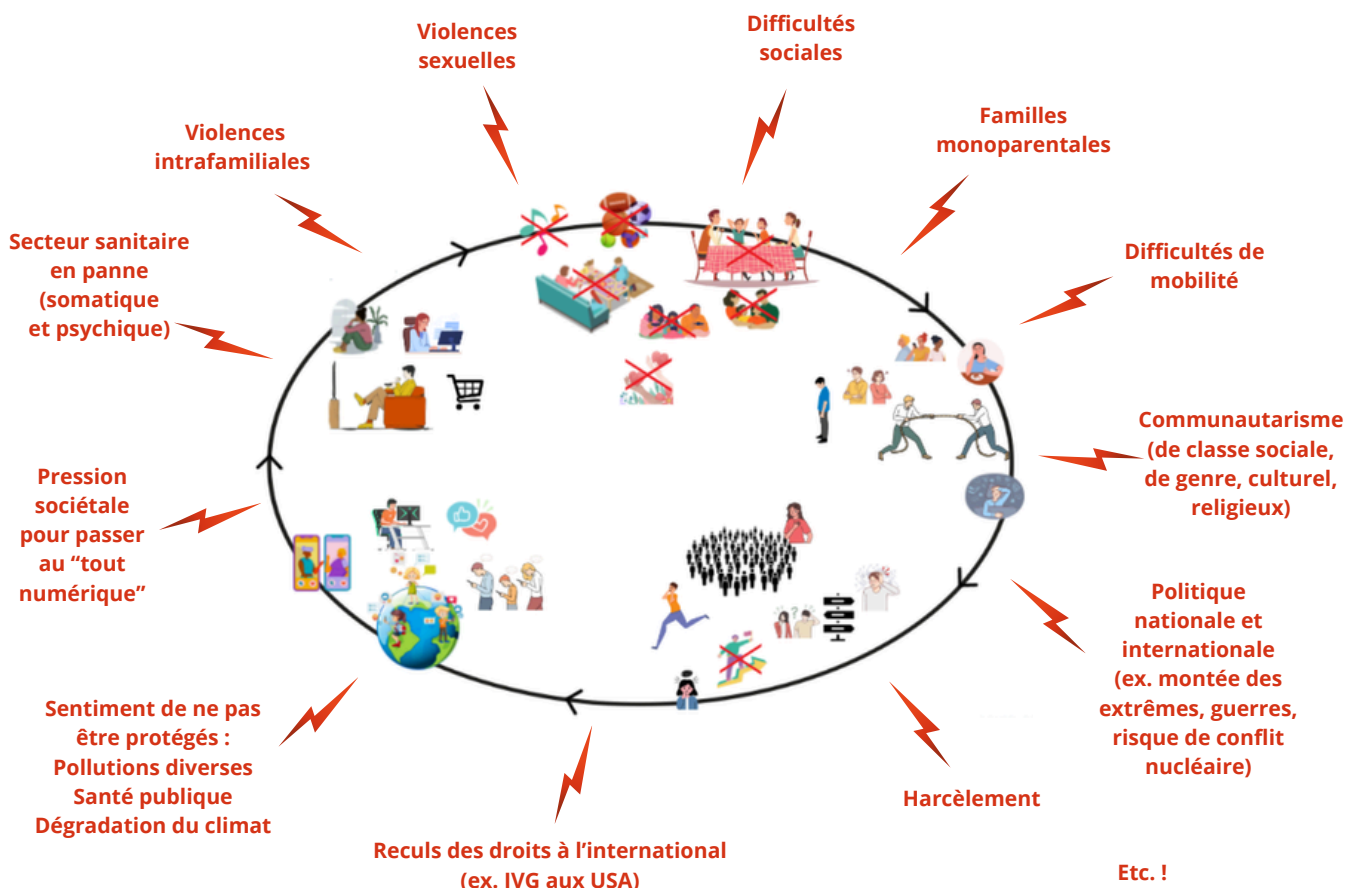 Violences
sexuelles
Difficultés
sociales
Violences
intrafamiliales
Familles
monoparentales
Secteur sanitaire
en panne
(somatique
et psychique)
Difficultés de
mobilité
Communautarisme
(de classe sociale,
de genre, culturel,
religieux)
Pression
sociétale
pour passer
au “tout
numérique”
Politique
nationale et
internationale
(ex. montée des
extrêmes, guerres,
risque de conflit
nucléaire)
Sentiment de ne pas
être protégés :
Pollutions diverses
Santé publique
Dégradation du climat
Harcèlement
Reculs des droits à l’international
(ex. IVG aux USA)
Etc. !